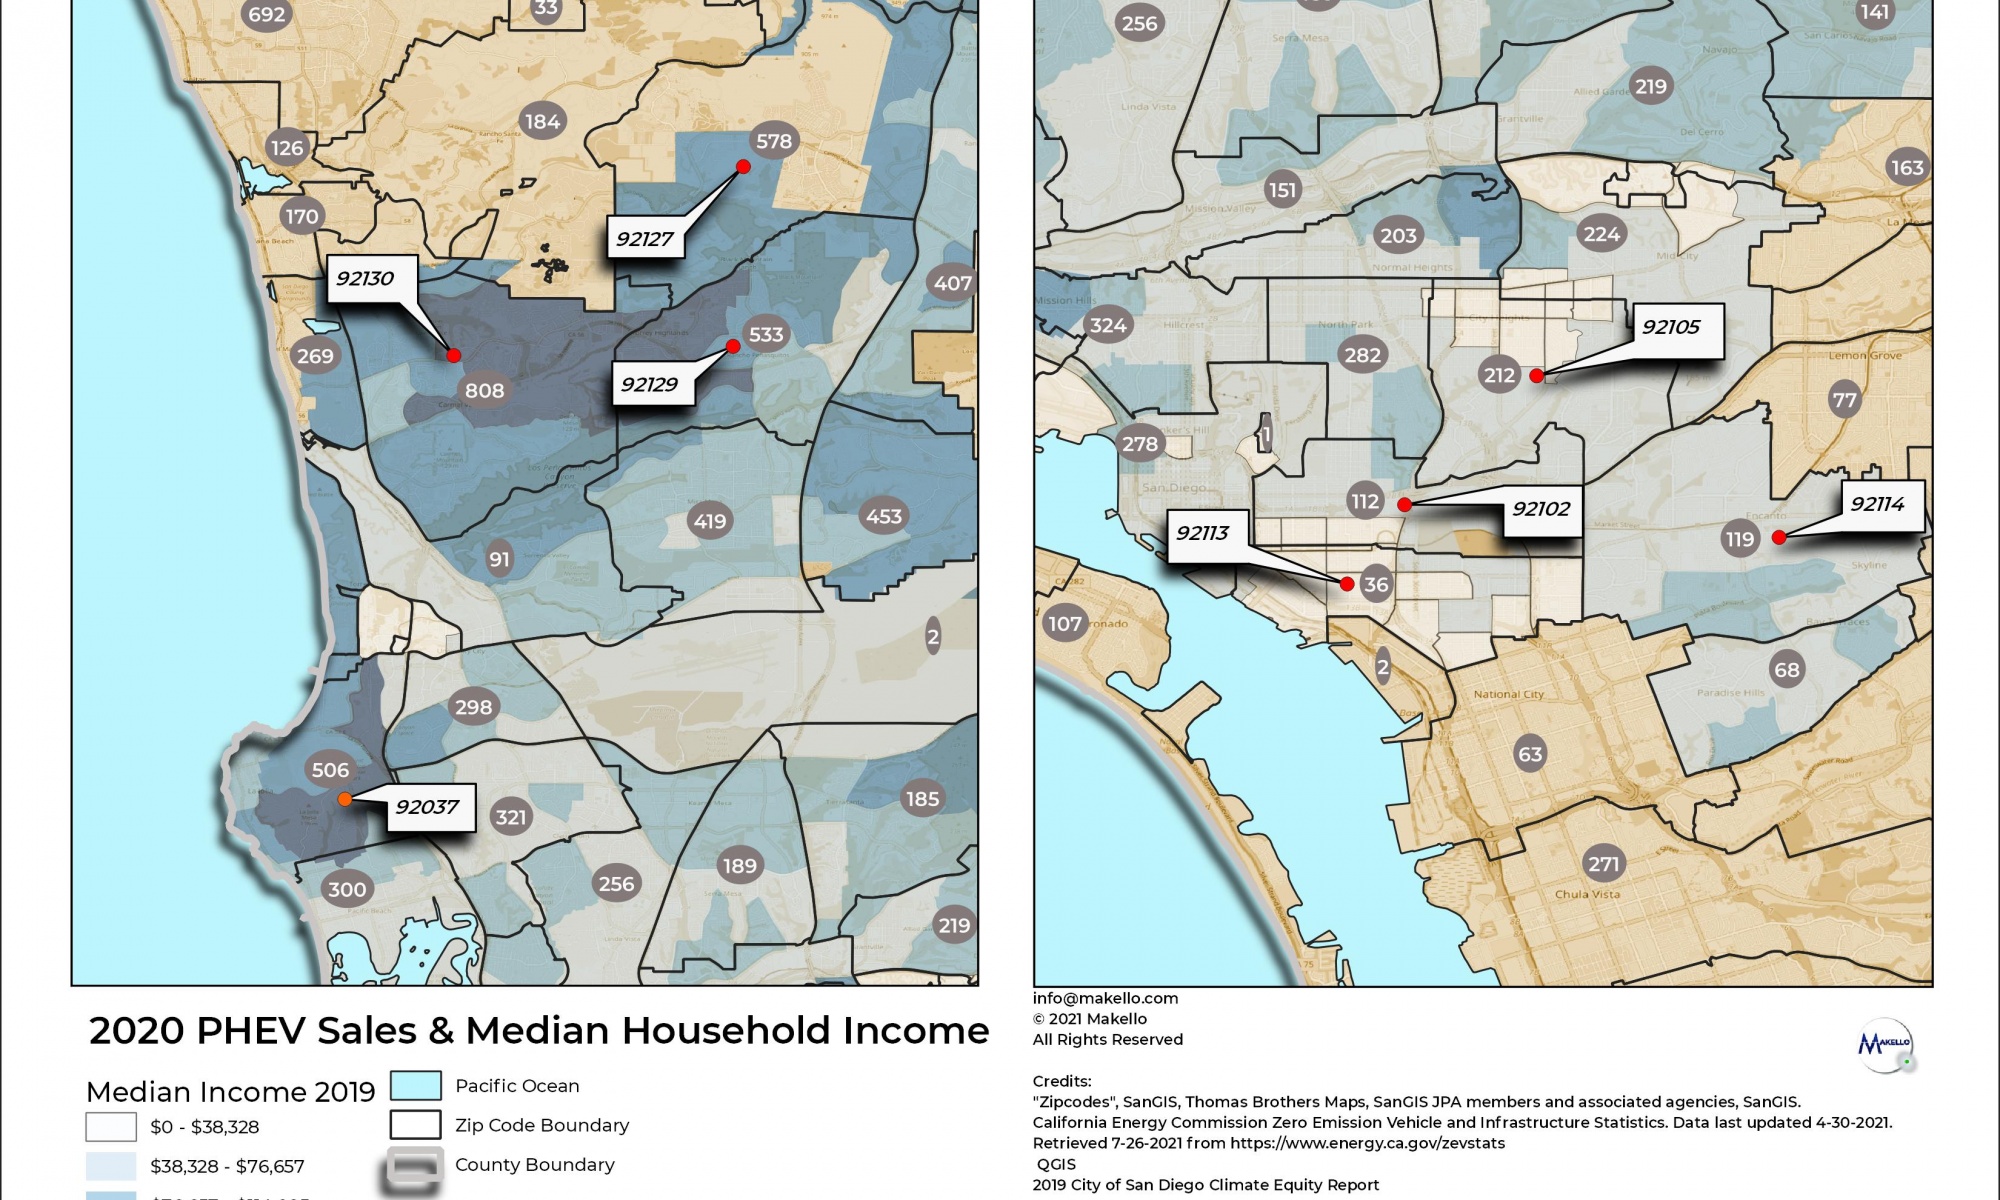 692
33
184
126
578
170
92127
92130
407
533
269
92129
808
419
453
91
2
298
506
92037
321
185
256
189
300
219
256
141
219
Serra Mesa
Linda Vista
Navajo
Grantville
Del Cerro
163
151
Mission Valley
203
224
Normal Heights
Mid-City
Mission Hills
324
Hillcrest
North Park
City Heights
92105
282
212
Lemon Grove
77
278
1
San Diego
112
92102
92114
Encanto
92113
119
36
Skyline
CA 282
107
2
Bay Terraces
68
Paradise Hills
National City
63
271
Chula Vista
2020 PHEV Sales & Median Household Income
Median Income 2019
$0 - $38,328
$38,328 - $76,657
Pacific Ocean
Zip Code Boundary
County Boundary
info@makello.com
© 2021 Makello
All Rights Reserved
MAKELLO
Credits:
"Zipcodes", SanGIS, Thomas Brothers Maps, SanGIS JPA members and associated agencies, SanGIS.
California Energy Commission Zero Emission Vehicle and Infrastructure Statistics. Data last updated 4-30-2021.
Retrieved 7-26-2021 from https://www.energy.ca.gov/zevstats
QGIS
2019 City of San Diego Climate Equity Report